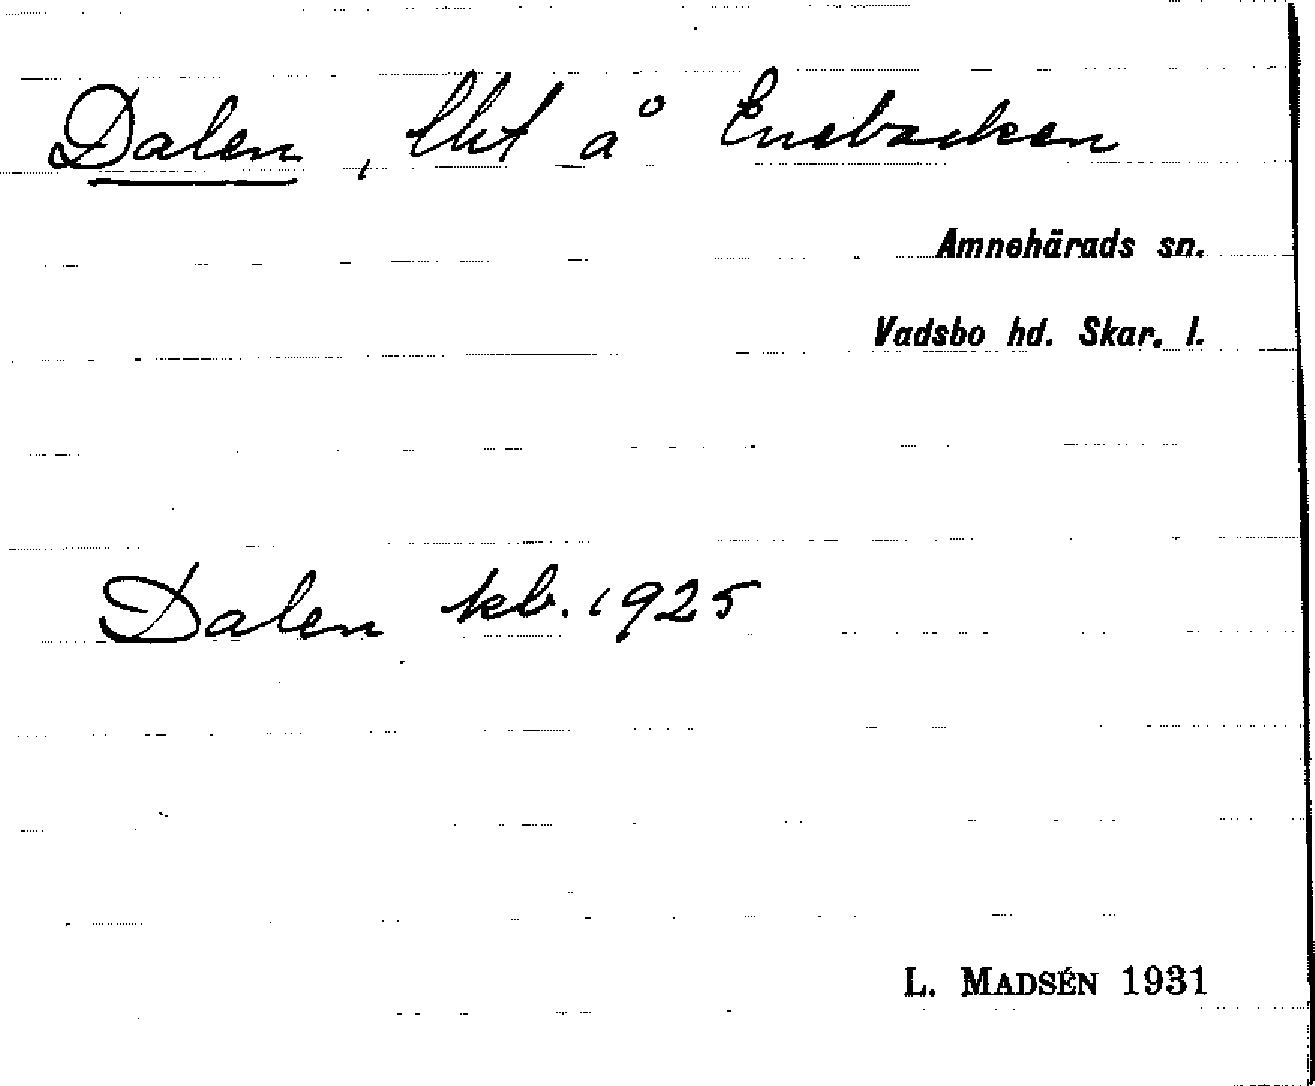 Dalen, lht å Enebacken
Amnehärads sn.
Vadsbo hd. Skar. l.
Dalen kb. 1925
L. MADSÉN 1931